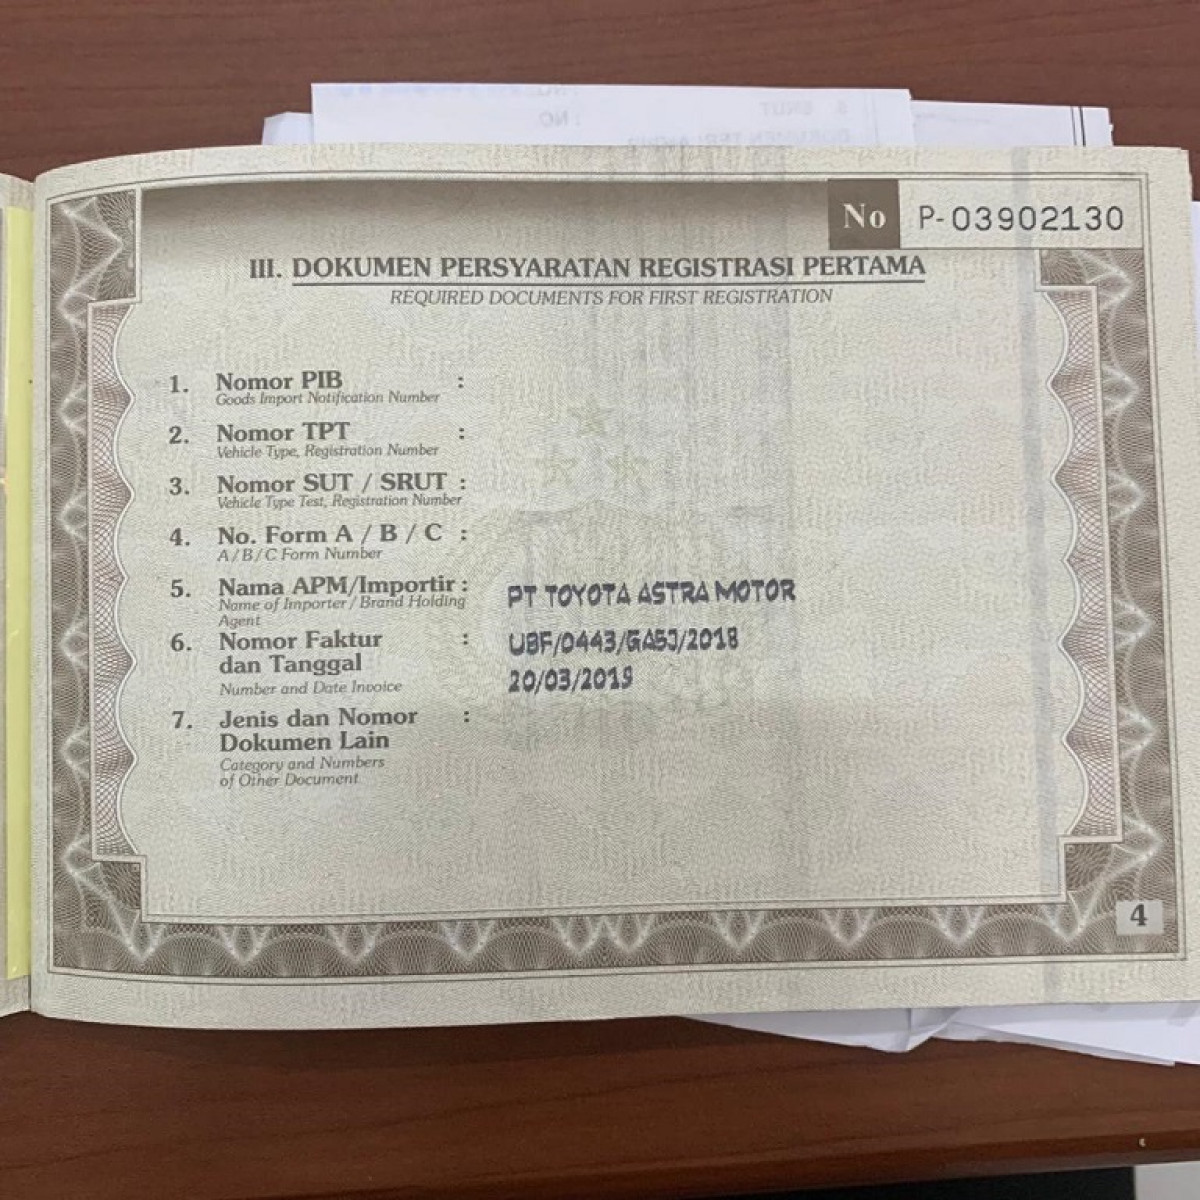 No P-03902130
III. DOKUMEN PERSYARATAN REGISTRASI PERTAMA
REQUIRED DOCUMENTS FOR FIRST REGISTRATION
1. Nomor PIB :
Goods Import Notification Number
2. Nomor TPT :
Vehicle Type, Registration Number
3. Nomor SUT / SRUT :
Vehicle Type Test, Registration Number
4. No. Form A / B / C :
A / B / C Form Number
5. Nama APM/Importir : PT TOYOTA ASTRA MOTOR
Name of Importer / Brand Holding
Agent
6. Nomor Faktur : UBF/0443/GASJ/2018
dan Tanggal 20/03/2019
Number and Date Invoice
7. Jenis dan Nomor :
Dokumen Lain
Category and Numbers
of Other Document
4